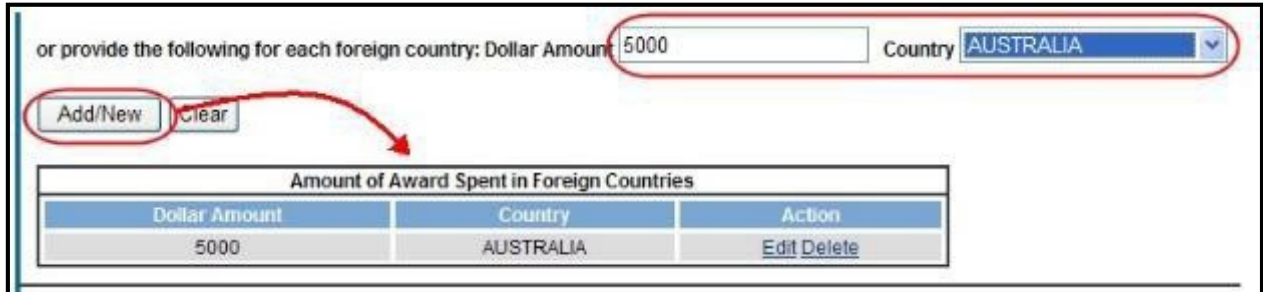 or provide the following for each foreign country: Dollar Amount 5000 Country AUSTRALIA
Add/New Clear
Amount of Award Spent in Foreign Countries
Dollar Amount Country Action
5000 AUSTRALIA Edit Delete